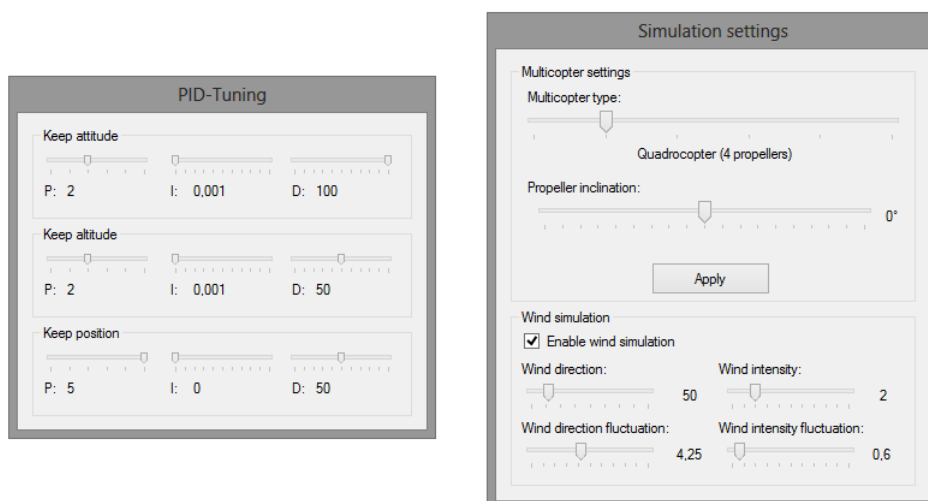 PID-Tuning
Keep attitude
P: 2 I: 0,001 D: 100
Keep altitude
P: 2 I: 0,001 D: 50
Keep position
P: 5 I: 0 D: 50
Simulation settings
Multicopter settings
Multicopter type:
Quadrocopter (4 propellers)
Propeller inclination:
0°
Apply
Wind simulation
Enable wind simulation
Wind direction: Wind intensity:
50 2
Wind direction fluctuation: Wind intensity fluctuation:
4,25 0,6